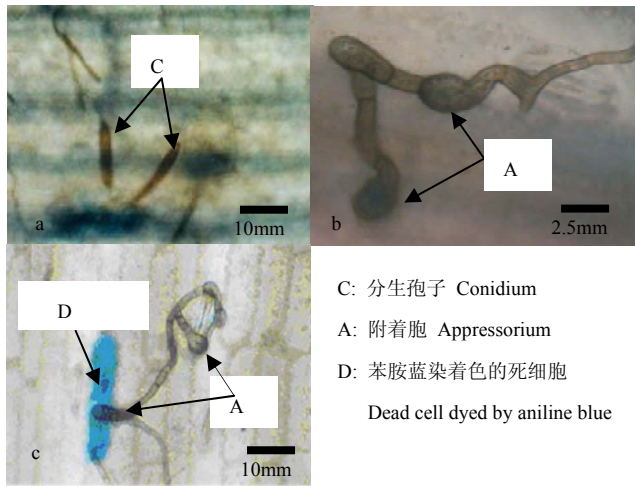 C
a
10mm
A
b
2.5mm
D
A
c
10mm
C: 分生孢子 Conidium
A: 附着胞 Appressorium
D: 苯胺蓝染着色的死细胞
Dead cell dyed by aniline blue